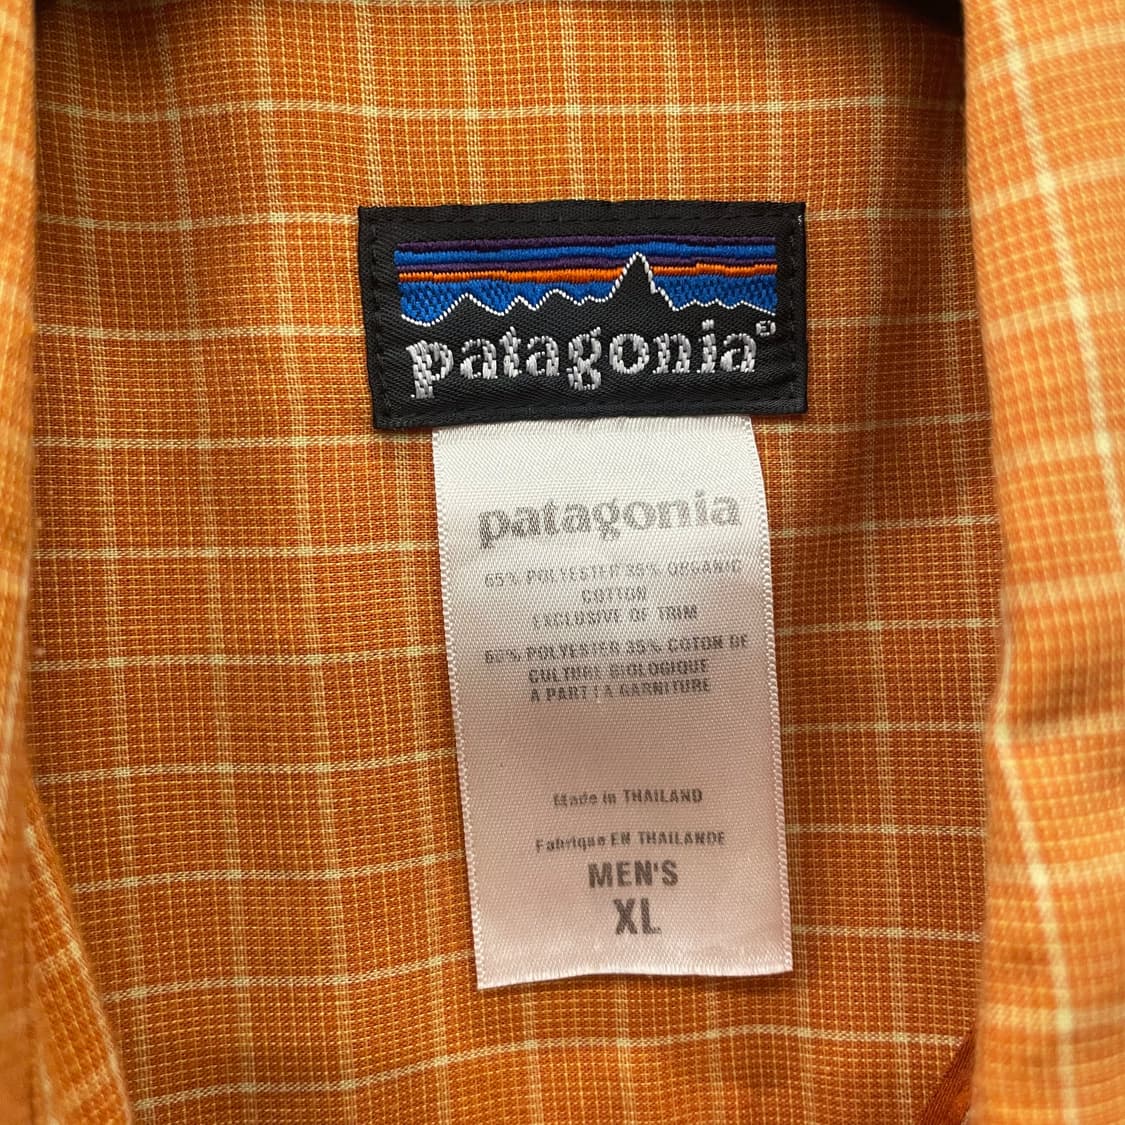 patagonia®
patagonia
65% POLYESTER 35% ORGANIC
COTTON
EXCLUSIVE OF TRIM
65% POLYESTER 35% COTON DE
CULTURE BIOLOGIQUE
A PART LA GARNITURE
Made in THAILAND
Fabriqué EN THAILANDE
MEN'S
XL